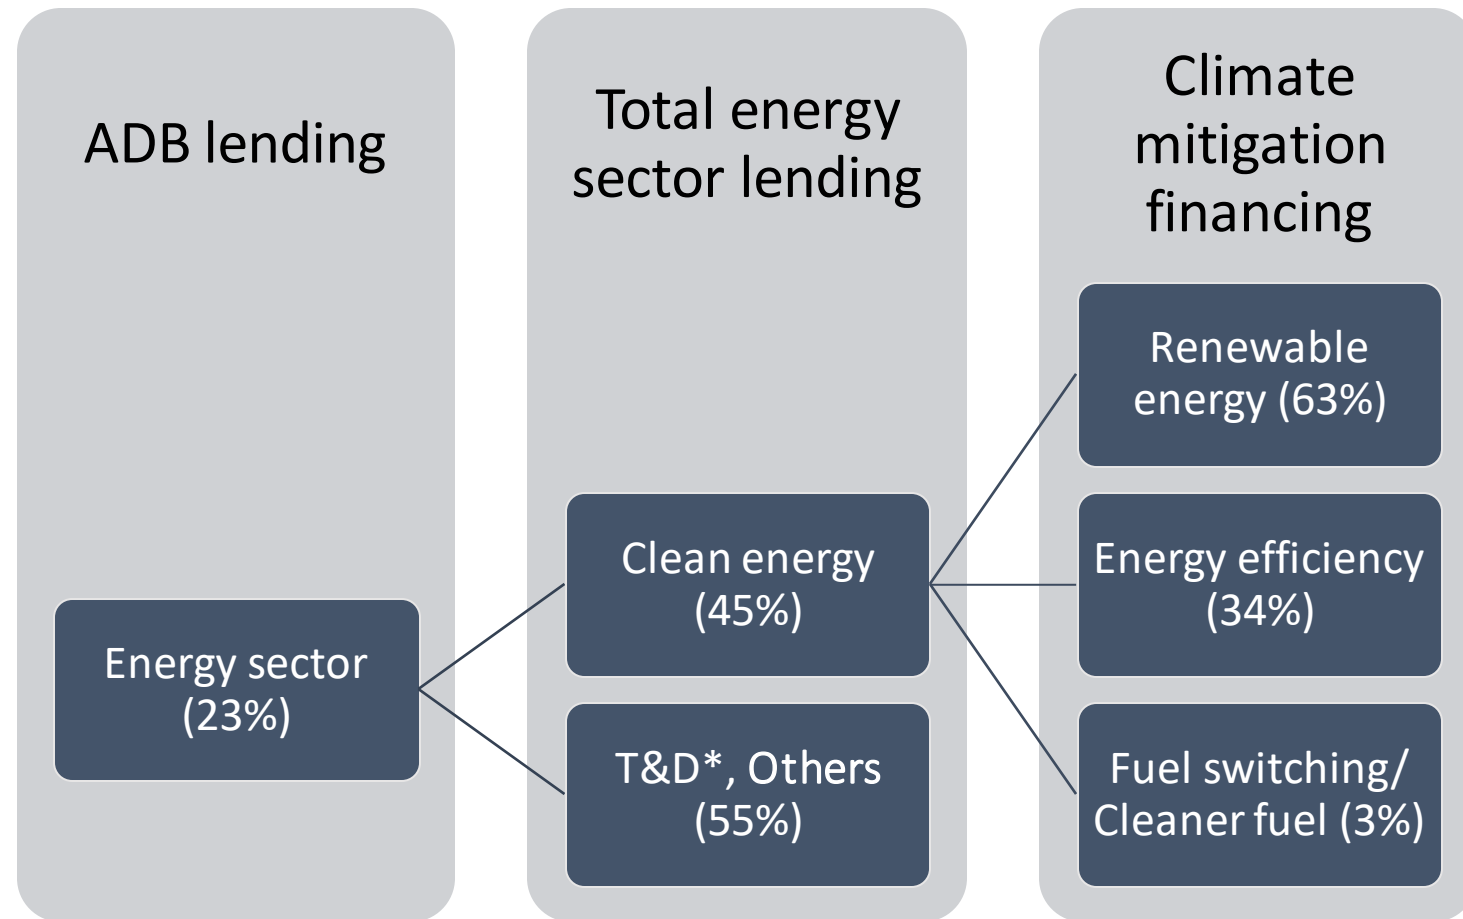 ADB lending
Energy sector
(23%)
Total energy
sector lending
Clean energy
(45%)
T&D*, Others
(55%)
Climate
mitigation
financing
Renewable
energy (63%)
Energy efficiency
(34%)
Fuel switching/
Cleaner fuel (3%)